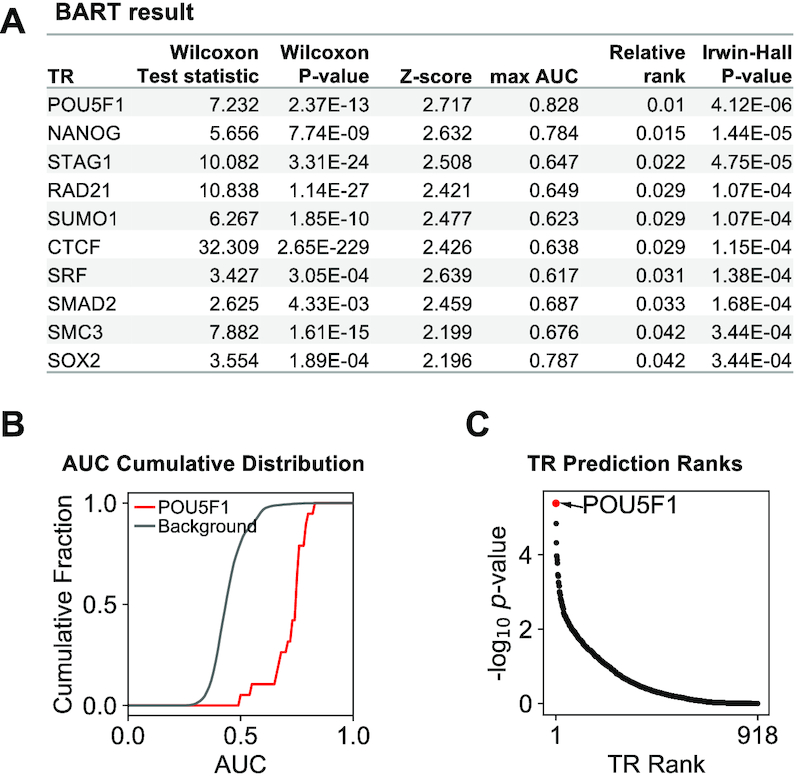 A
BART result
Wilcoxon Wilcoxon Relative Irwin-Hall
TR Test statistic P-value Z-score max AUC rank P-value
POU5F1 7.232 2.37E-13 2.717 0.828 0.01 4.12E-06
NANOG 5.656 7.74E-09 2.632 0.784 0.015 1.44E-05
STAG1 10.082 3.31E-24 2.508 0.647 0.022 4.75E-05
RAD21 10.838 1.14E-27 2.421 0.649 0.029 1.07E-04
SUMO1 6.267 1.85E-10 2.477 0.623 0.029 1.07E-04
CTCF 32.309 2.65E-229 2.426 0.638 0.029 1.15E-04
SRF 3.427 3.05E-04 2.639 0.617 0.031 1.38E-04
SMAD2 2.625 4.33E-03 2.459 0.687 0.033 1.68E-04
SMC3 7.882 1.61E-15 2.199 0.676 0.042 3.44E-04
SOX2 3.554 1.89E-04 2.196 0.787 0.042 3.44E-04
B
AUC Cumulative Distribution
Cumulative Fraction
1.0
0.5
0.0
POU5F1
Background
0.0 0.5 1.0
AUC
C
TR Prediction Ranks
-log10 p-value
4
2
0
POU5F1
1 918
TR Rank